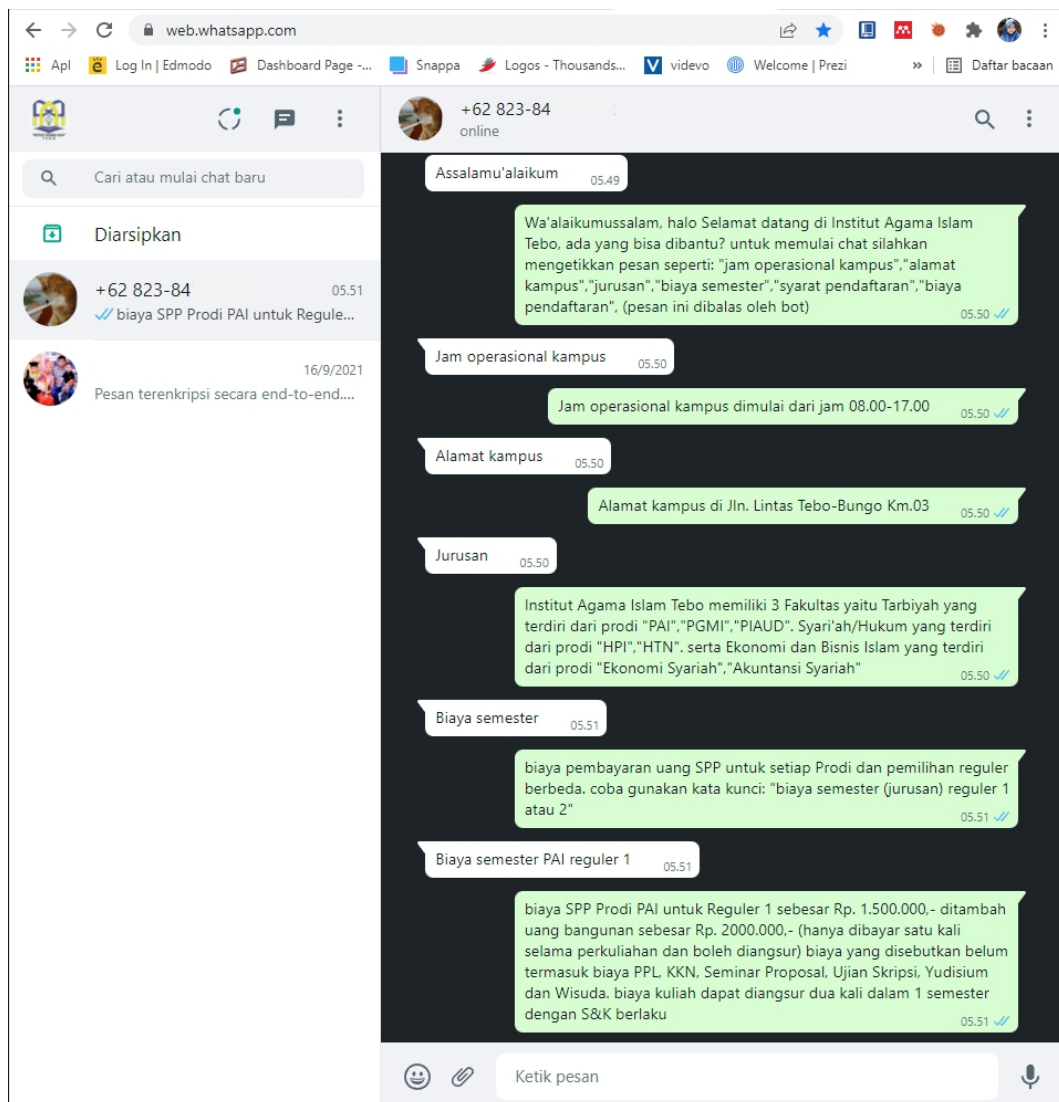 web.whatsapp.com
Apl
Log In | Edmodo
Dashboard Page -...
Snappa
Logos - Thousands...
videvo
Welcome | Prezi
»
Daftar bacaan
Cari atau mulai chat baru
Diarsipkan
+62 823-84
05.51
biaya SPP Prodi PAI untuk Regule...
16/9/2021
Pesan terenkripsi secara end-to-end....
+62 823-84
online
Assalamu'alaikum
05.49
Wa'alaikumussalam, halo Selamat datang di Institut Agama Islam
Tebo, ada yang bisa dibantu? untuk memulai chat silahkan
mengetikkan pesan seperti: "jam operasional kampus","alamat
kampus","jurusan","biaya semester","syarat pendaftaran","biaya
pendaftaran", (pesan ini dibalas oleh bot)
05.50
Jam operasional kampus
05.50
Jam operasional kampus dimulai dari jam 08.00-17.00
05.50
Alamat kampus
05.50
Alamat kampus di Jln. Lintas Tebo-Bungo Km.03
05.50
Jurusan
05.50
Institut Agama Islam Tebo memiliki 3 Fakultas yaitu Tarbiyah yang
terdiri dari prodi "PAI","PGMI","PIAUD". Syari'ah/Hukum yang terdiri
dari prodi "HPI","HTN". serta Ekonomi dan Bisnis Islam yang terdiri
dari prodi "Ekonomi Syariah","Akuntansi Syariah"
05.50
Biaya semester
05.51
biaya pembayaran uang SPP untuk setiap Prodi dan pemilihan reguler
berbeda. coba gunakan kata kunci: "biaya semester (jurusan) reguler 1
atau 2"
05.51
Biaya semester PAI reguler 1
05.51
biaya SPP Prodi PAI untuk Reguler 1 sebesar Rp. 1.500.000,- ditambah
uang bangunan sebesar Rp. 2000.000,- (hanya dibayar satu kali
selama perkuliahan dan boleh diangsur) biaya yang disebutkan belum
termasuk biaya PPL, KKN, Seminar Proposal, Ujian Skripsi, Yudisium
dan Wisuda. biaya kuliah dapat diangsur dua kali dalam 1 semester
dengan S&K berlaku
05.51
Ketik pesan